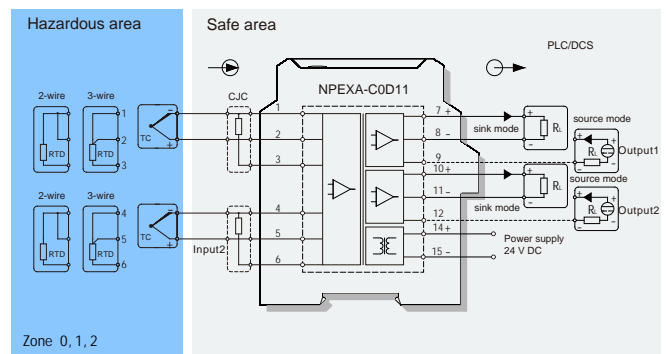 Hazardous area
Safe area
PLC/DCS
NPEXA-C0D11
2-wire
3-wire
CJC
1
2
3
RTD
RTD
TC
−
+
1
2
3
7 +
8 −
9
sink mode
+
−
RL
source mode
+
−
RL
Output1
10+
11−
12
sink mode
+
−
RL
source mode
+
−
RL
Output2
2-wire
3-wire
4
5
6
RTD
RTD
TC
−
+
Input2
4
5
6
14+
15−
Power supply
24 V DC
Zone 0, 1, 2